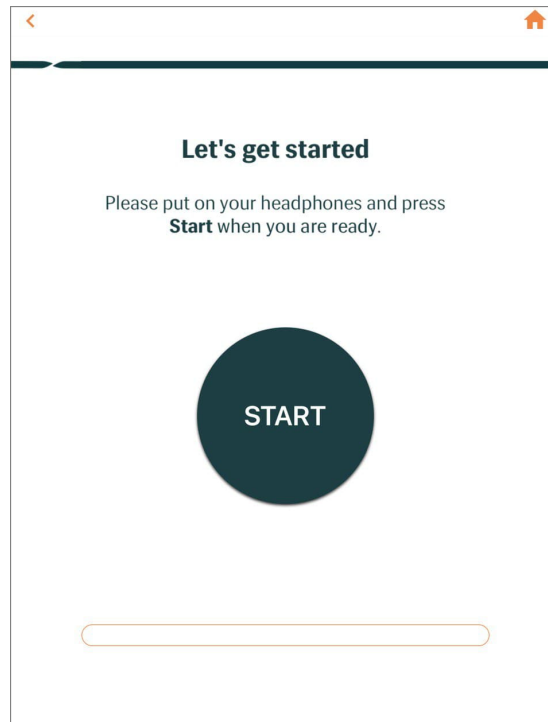 Let's get started
Please put on your headphones and press
Start when you are ready.
START